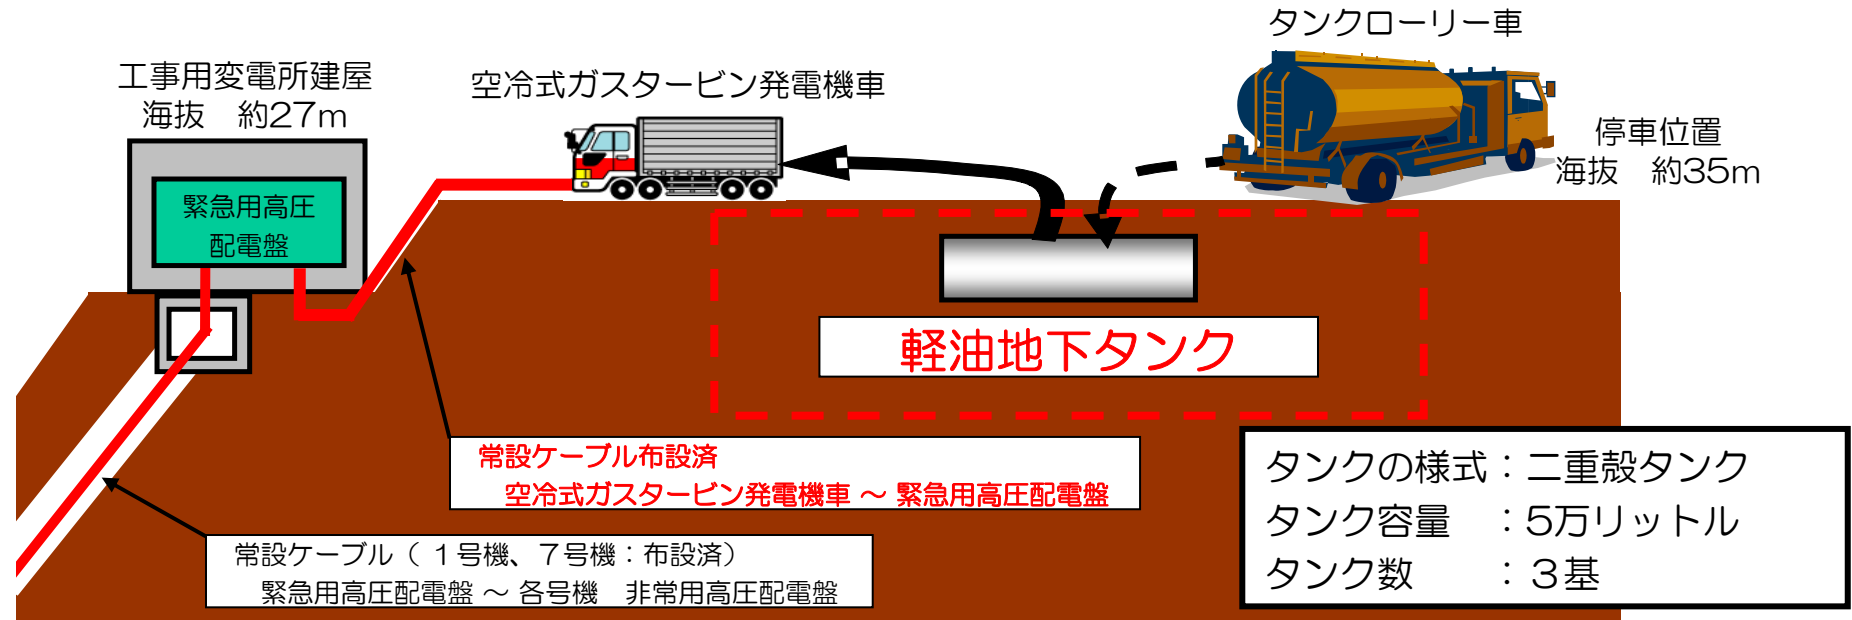 タンクローリー車
工事用変電所建屋
海抜　約27m
空冷式ガスタービン発電機車
停車位置
海抜　約35m
緊急用高圧
配電盤
軽油地下タンク
常設ケーブル布設済
空冷式ガスタービン発電機車 ～ 緊急用高圧配電盤
常設ケーブル（ １号機、７号機：布設済）
緊急用高圧配電盤 ～ 各号機　非常用高圧配電盤
タンクの様式：二重殻タンク
タンク容量　：5万リットル
タンク数　　：３基